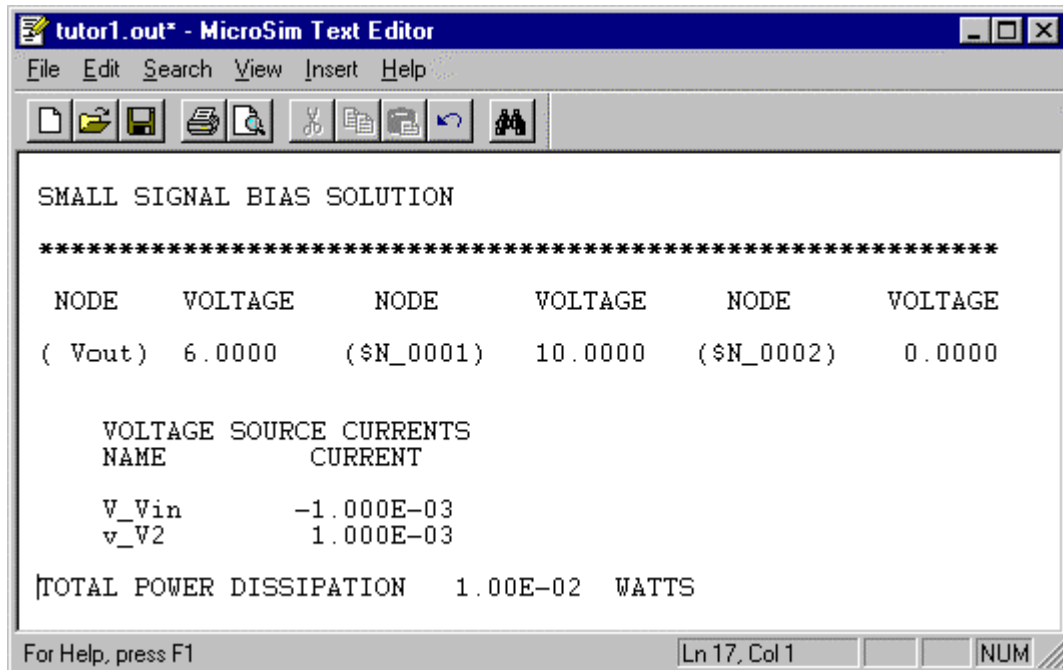 tutor1.out* - MicroSim Text Editor
File Edit Search View Insert Help
SMALL SIGNAL BIAS SOLUTION
************************************************************
NODE VOLTAGE NODE VOLTAGE NODE VOLTAGE
( Vout) 6.0000 ($N_0001) 10.0000 ($N_0002) 0.0000
VOLTAGE SOURCE CURRENTS
NAME CURRENT
V_Vin -1.000E-03
v_V2 1.000E-03
TOTAL POWER DISSIPATION 1.00E-02 WATTS
For Help, press F1 Ln 17, Col 1 NUM